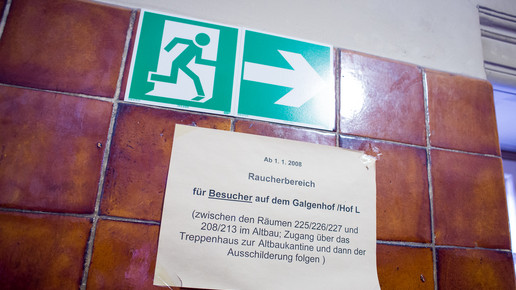 Ab 1. 1. 2008
Raucherbereich
für Besucher auf dem Galgenhof /Hof L
(zwischen den Räumen 225/226/227 und
208/213 im Altbau; Zugang über das
Treppenhaus zur Altbaukantine und dann der
Ausschilderung folgen )